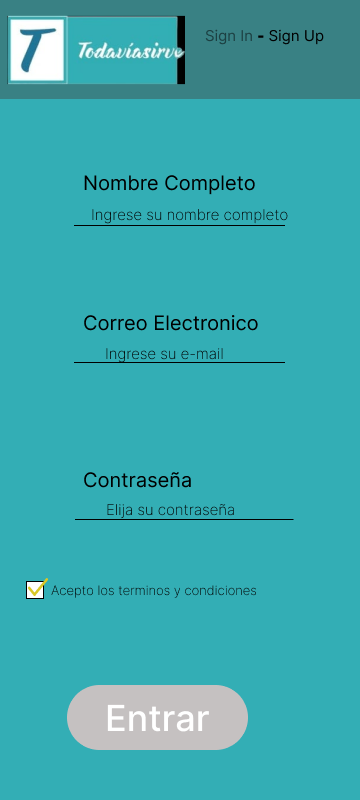 T
Todavíasirve
Sign In - Sign Up
Nombre Completo
Ingrese su nombre completo
Correo Electronico
Ingrese su e-mail
Contraseña
Elija su contraseña
Acepto los terminos y condiciones
Entrar